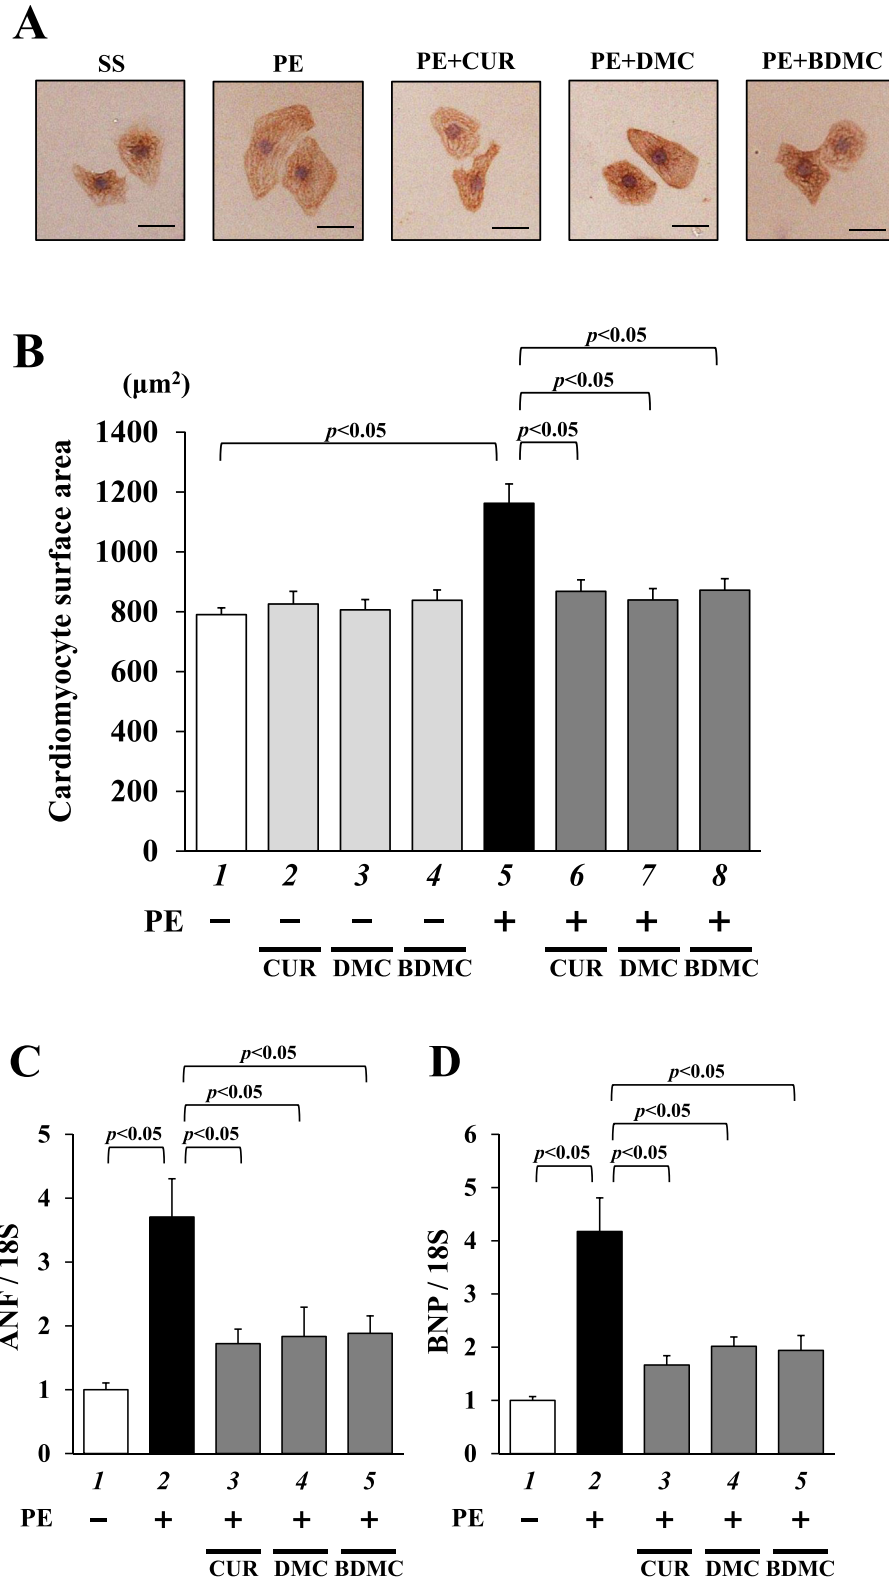 A
SS PE PE+CUR PE+DMC PE+BDMC
B
(μm²)
Cardiomyocyte surface area
p<0.05
p<0.05
p<0.05 p<0.05
1400
1200
1000
800
600
400
200
0
1 2 3 4 5 6 7 8
PE − − − − + + + +
CUR DMC BDMC CUR DMC BDMC
C
ANF / 18S
p<0.05
p<0.05
p<0.05 p<0.05
5
4
3
2
1
0
1 2 3 4 5
PE − + + + +
CUR DMC BDMC
D
BNP / 18S
p<0.05
p<0.05
p<0.05 p<0.05
6
5
4
3
2
1
0
1 2 3 4 5
PE − + + + +
CUR DMC BDMC